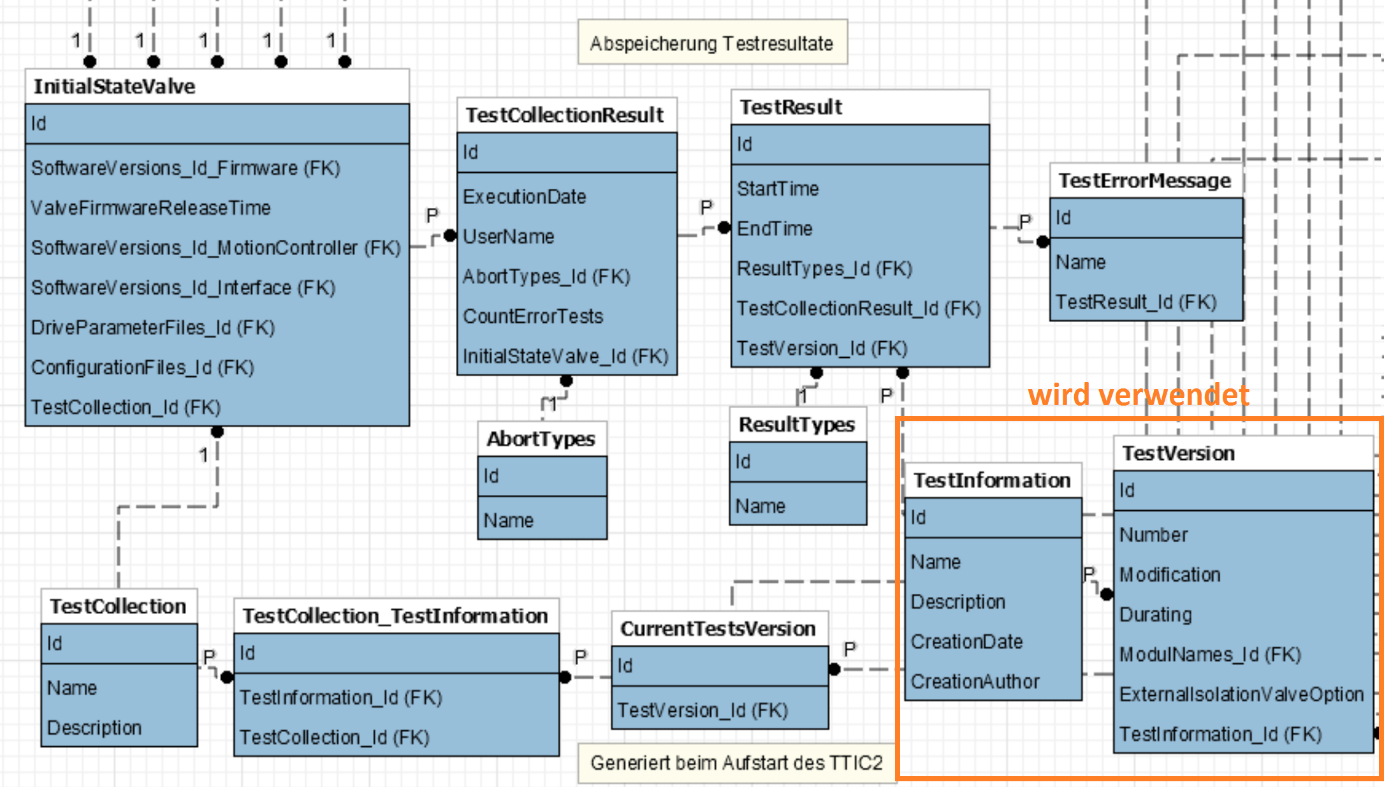 1 1 1 1 1
Abspeicherung Testresultate
InitialStateValve
Id
SoftwareVersions_Id_Firmware (FK)
ValveFirmwareReleaseTime
SoftwareVersions_Id_MotionController (FK)
SoftwareVersions_Id_Interface (FK)
DriveParameterFiles_Id (FK)
ConfigurationFiles_Id (FK)
TestCollection_Id (FK)
P
TestCollectionResult
Id
ExecutionDate
UserName
AbortTypes_Id (FK)
CountErrorTests
InitialStateValve_Id (FK)
P
TestResult
Id
StartTime
EndTime
ResultTypes_Id (FK)
TestCollectionResult_Id (FK)
TestVersion_Id (FK)
P
TestErrorMessage
Id
Name
TestResult_Id (FK)
1
1
AbortTypes
Id
Name
1
ResultTypes
Id
Name
P
wird verwendet
TestInformation
Id
Name
Description
CreationDate
CreationAuthor
P
TestVersion
Id
Number
Modification
Durating
ModulNames_Id (FK)
ExternalIsolationValveOption
TestInformation_Id (FK)
TestCollection
Id
Name
Description
P
TestCollection_TestInformation
Id
TestInformation_Id (FK)
TestCollection_Id (FK)
P
CurrentTestsVersion
Id
TestVersion_Id (FK)
P
Generiert beim Aufstart des TTIC2